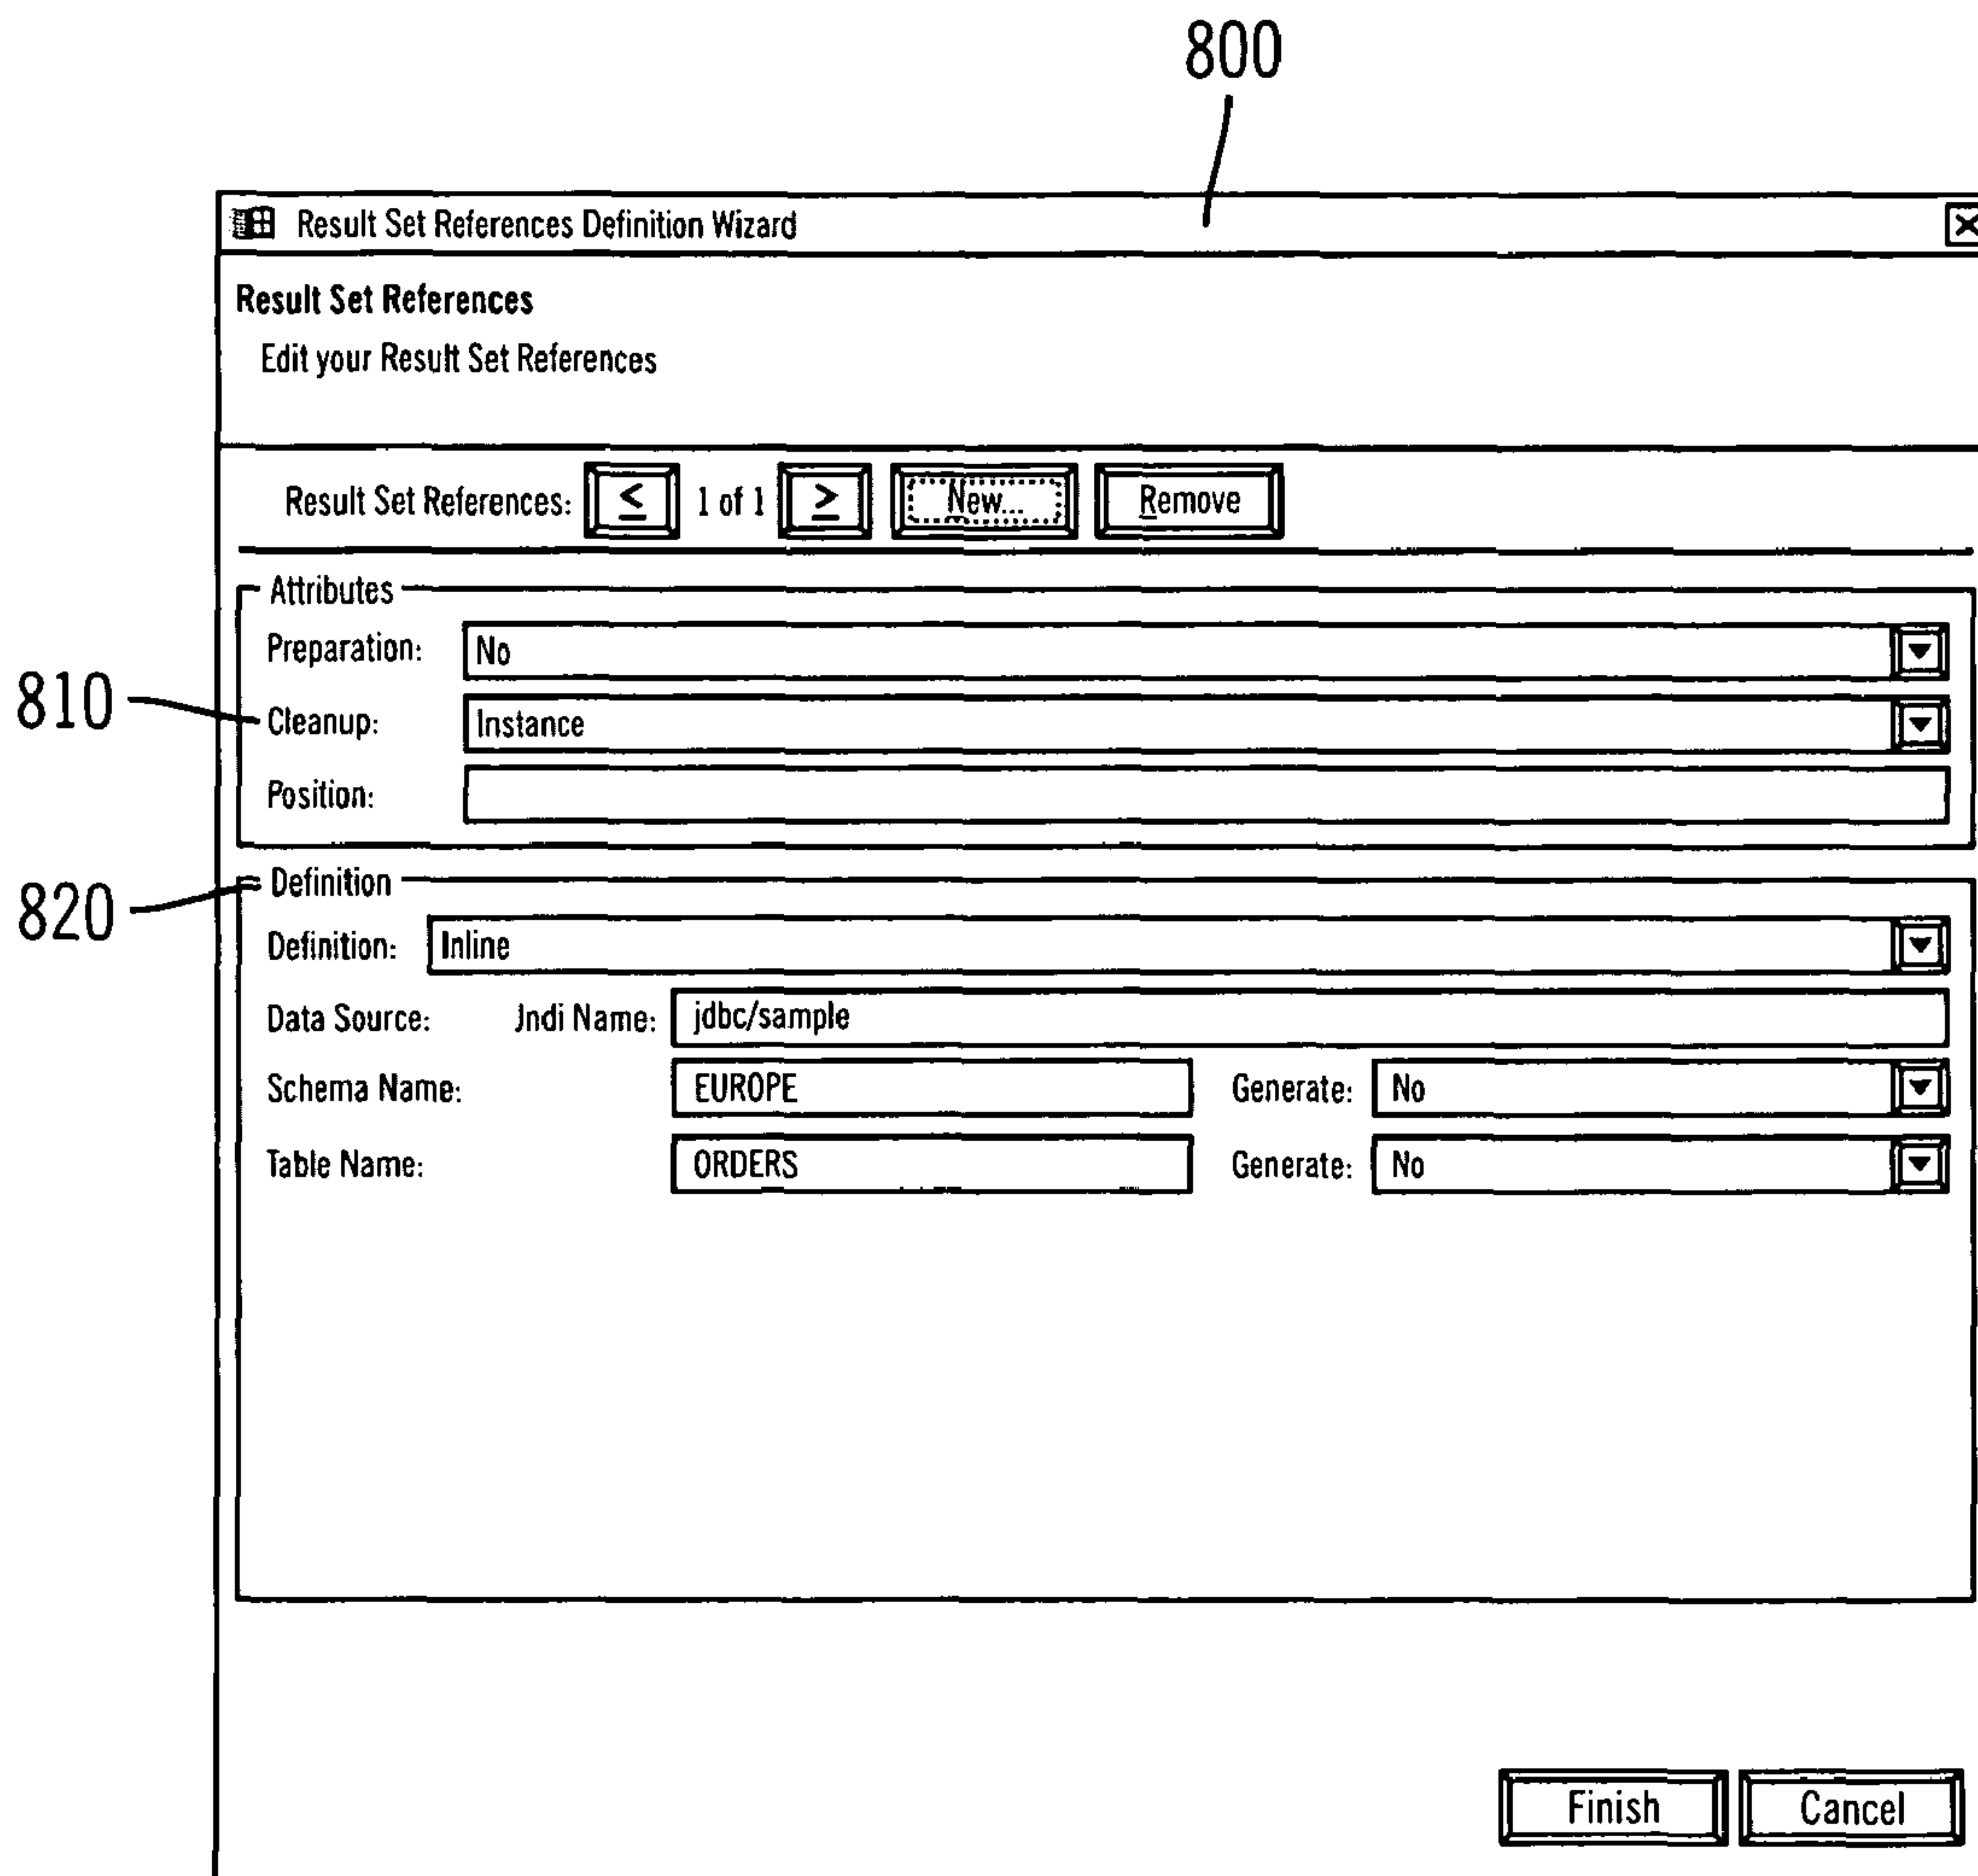 800
Result Set References Definition Wizard
Result Set References
Edit your Result Set References
Result Set References: < 1 of 1 > New... Remove
Attributes
Preparation: No
810
Cleanup: Instance
Position:
820
Definition
Definition: Inline
Data Source: Jndi Name: jdbc/sample
Schema Name: EUROPE Generate: No
Table Name: ORDERS Generate: No
Finish Cancel